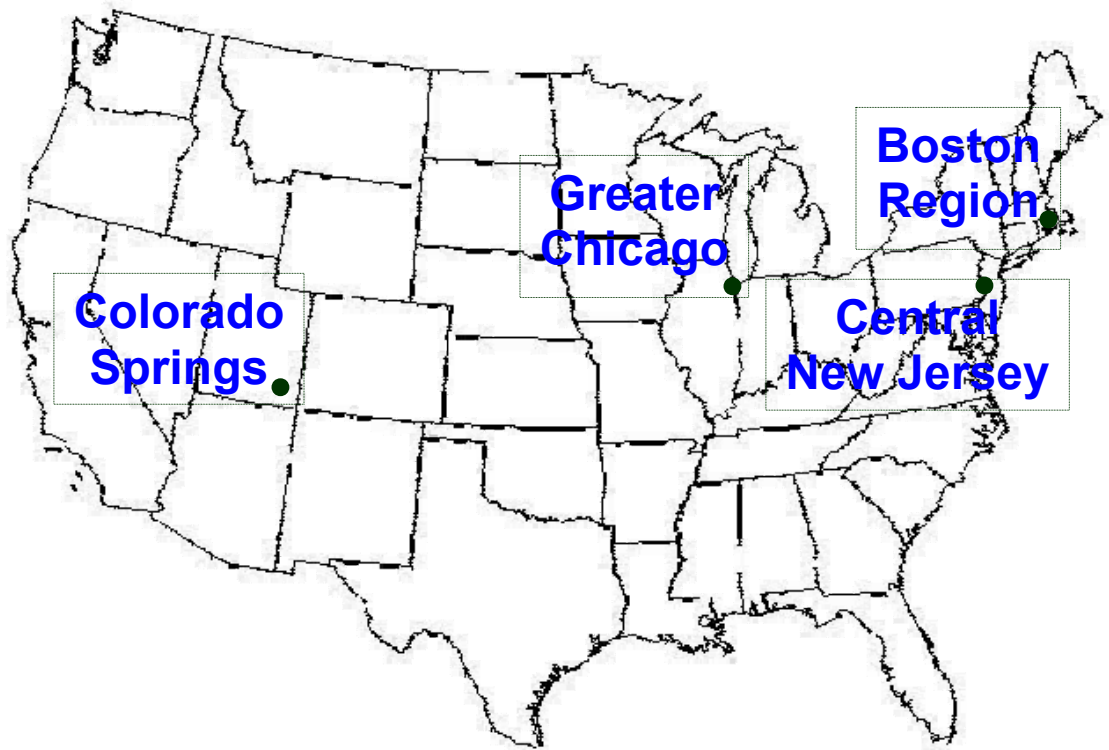 Boston
Region
Greater
Chicago
Colorado
Springs
Central
New Jersey